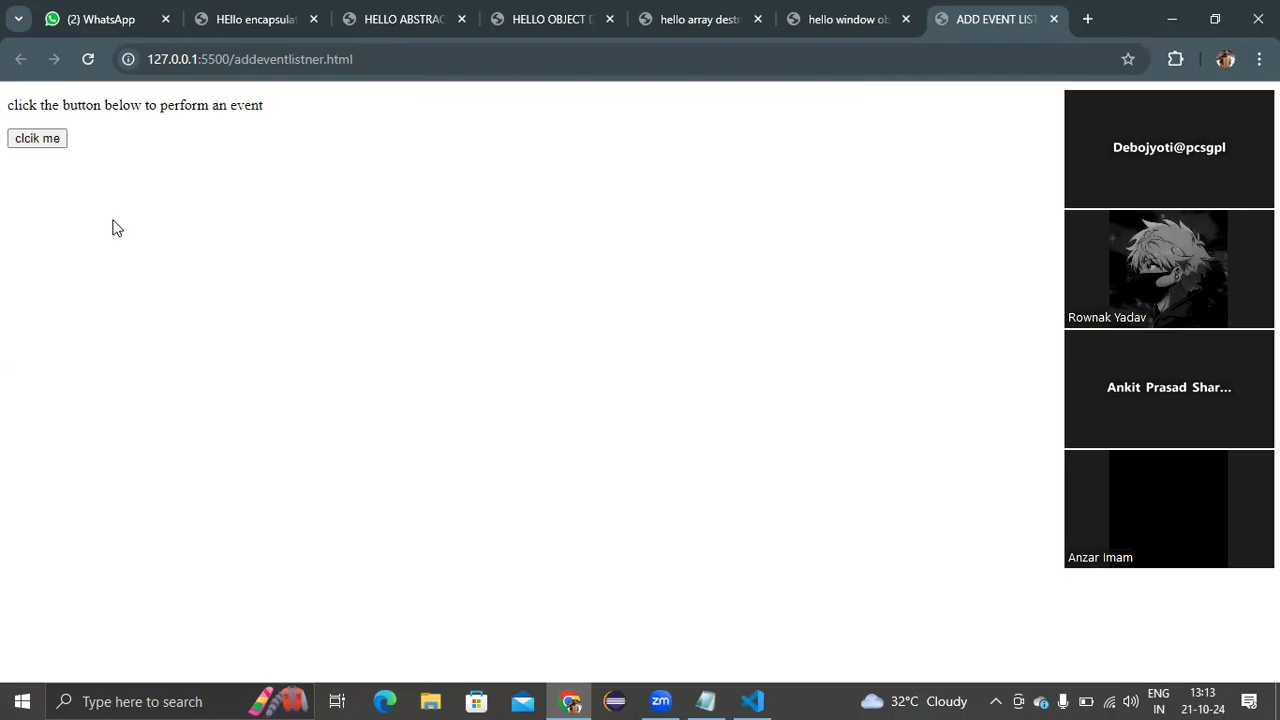 (2) WhatsApp
HEllo encapsulat
HELLO ABSTRAC
HELLO OBJECT D
hello array destr
hello window ob
ADD EVENT LIST
127.0.0.1:5500/addeventlistner.html
click the button below to perform an event
clcik me
Debojyoti@pcsgpl
Rownak Yadav
Ankit Prasad Shar...
Anzar Imam
Type here to search
zm
32°C Cloudy
ENG
IN
13:13
21-10-24